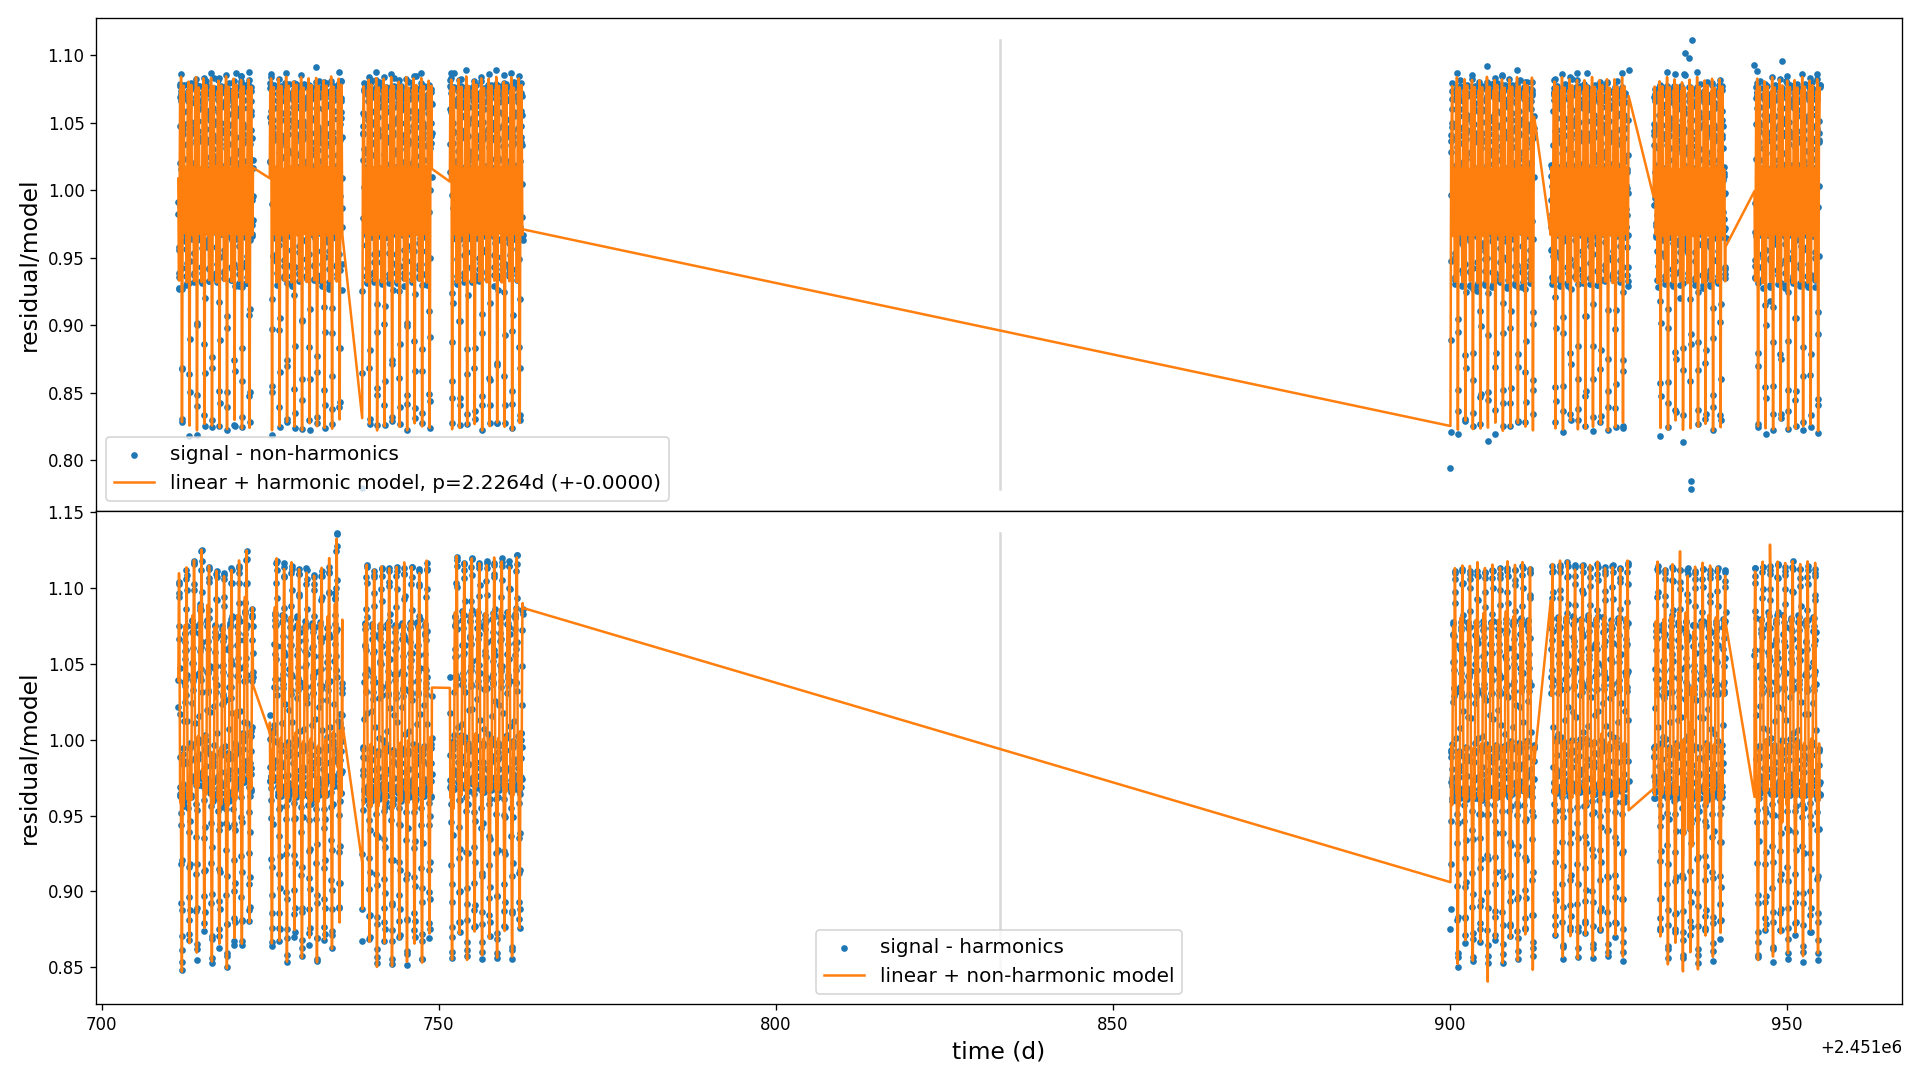 1.10
1.05
1.00
0.95
0.90
0.85
0.80
residual/model
signal - non-harmonics
linear + harmonic model, p=2.2264d (+-0.0000)
1.15
1.10
1.05
1.00
0.95
0.90
0.85
residual/model
signal - harmonics
linear + non-harmonic model
700
750
800
850
900
950
time (d)
+2.451e6